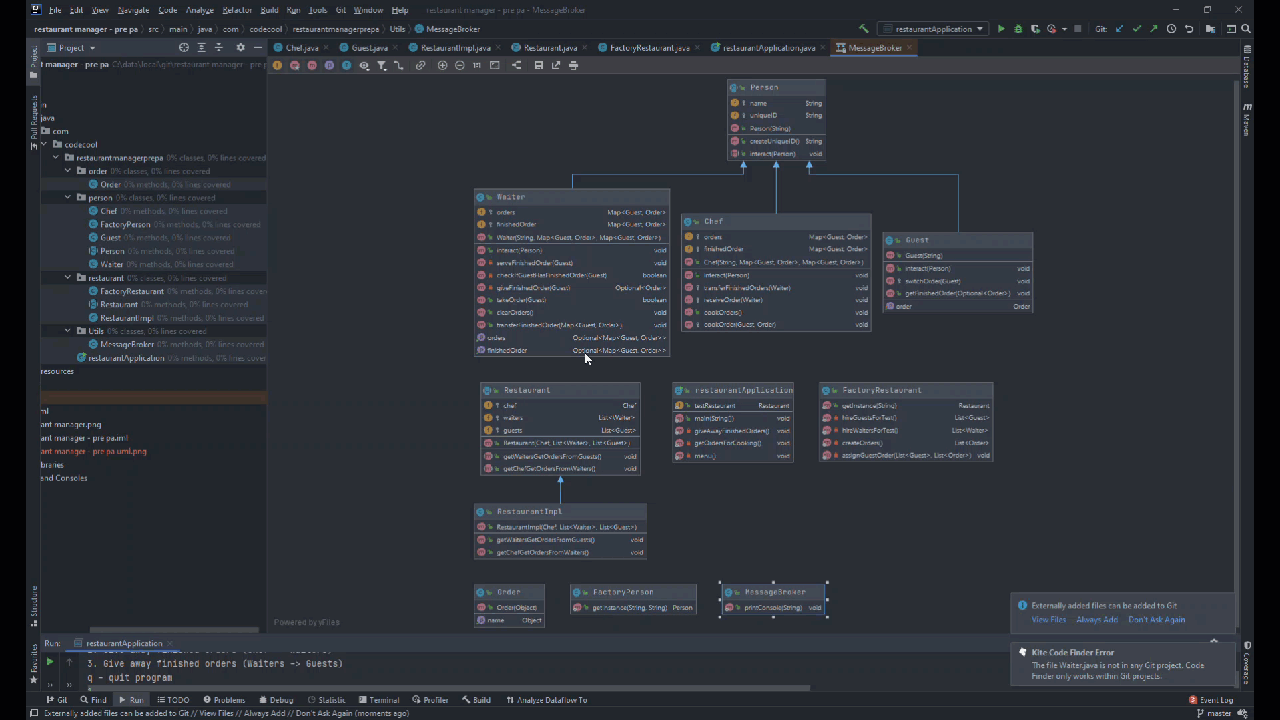 File Edit View Navigate Code Analyze Refactor Build Run Tools Git Window Help restaurant manager - pre pa - MessageBroker
restaurant manager - pre pa > src > main > java > com > codecool > restaurantmanagerprepa > Utils > MessageBroker
restaurantApplication
Git:
Project
Chef.java
Guest.java
RestaurantImpl.java
Restaurant.java
FactoryRestaurant.java
restaurantApplication.java
MessageBroker
t manager - pre pa C:\data\local\git\restaurant manager - pre pa
n
java
com
codecool
restaurantmanagerprepa 0% classes, 0% lines covered
order 0% classes, 0% lines covered
Order 0% methods, 0% lines covered
person 0% classes, 0% lines covered
Chef 0% methods, 0% lines covered
FactoryPerson 0% methods, 0% lines covered
Guest 0% methods, 0% lines covered
Person 0% methods, 0% lines covered
Waiter 0% methods, 0% lines covered
restaurant 0% classes, 0% lines covered
FactoryRestaurant 0% methods, 0% lines covered
Restaurant 0% methods, 0% lines covered
RestaurantImpl 0% methods, 0% lines covered
Utils 0% classes, 0% lines covered
MessageBroker 0% methods, 0% lines covered
restaurantApplication 0% methods, 0% lines covered
resources
ml
ant manager.png
ant manager - pre pa.iml
ant manager - pre pa uml.png
ibraries
and Consoles
Project
Pull Requests
Structure
Favorites
Person
name String
uniqueID String
Person(String)
createUniqueID() String
interact(Person) void
Waiter
orders Map<Guest, Order>
finishedOrder Map<Guest, Order>
Waiter(String, Map<Guest, Order>, Map<Guest, Order>)
interact(Person) void
serveFinishedOrder(Guest) void
checkIfGuestHasFinishedOrder(Guest) boolean
giveFinishedOrder(Guest) Optional<Order>
takeOrder(Guest) boolean
clearOrders() void
transferFinishedOrder(Map<Guest, Order>) void
orders Optional<Map<Guest, Order>>
finishedOrder Optional<Map<Guest, Order>>
Chef
orders Map<Guest, Order>
finishedOrder Map<Guest, Order>
Chef(String, Map<Guest, Order>, Map<Guest, Order>)
interact(Person) void
transferFinishedOrders(Waiter) void
receiveOrder(Waiter) void
cookOrders() void
cookOrder(Guest, Order) void
Guest
Guest(String)
interact(Person) void
switchOrder(Guest) void
getFinishedOrder(Optional<Order>) void
order Order
Restaurant
chef Chef
waiters List<Waiter>
guests List<Guest>
Restaurant(Chef, List<Waiter>, List<Guest>)
getWaitersGetOrdersFromGuests() void
getChefGetOrdersFromWaiters() void
restaurantApplication
testRestaurant Restaurant
main(String[]) void
giveAwayFinishedOrders() void
getOrdersForCooking() void
menu() void
FactoryRestaurant
getInstance(String) Restaurant
hireGuestsForTest() List<Guest>
hireWaitersForTest() List<Waiter>
createOrders() List<Order>
assignGuestOrder(List<Guest>, List<Order>) void
RestaurantImpl
RestaurantImpl(Chef, List<Waiter>, List<Guest>)
getWaitersGetOrdersFromGuests() void
getChefGetOrdersFromWaiters() void
Order
Order(Object)
name Object
FactoryPerson
getInstance(String, String) Person
MessageBroker
printConsole(String) void
Powered by yFiles
Database
Maven
Coverage
Externally added files can be added to Git
View Files Always Add Don't Ask Again
Kite Code Finder Error
The file Waiter.java is not in any Git project. Code
Finder only works within Git projects.
Run: restaurantApplication
3. Give away finished orders (Waiters -> Guests)
q - quit program
Git Find Run TODO Problems Debug Statistic Terminal Profiler Build Analyze Dataflow To
2 Event Log
Externally added files can be added to Git // View Files // Always Add // Don't Ask Again (moments ago)
master